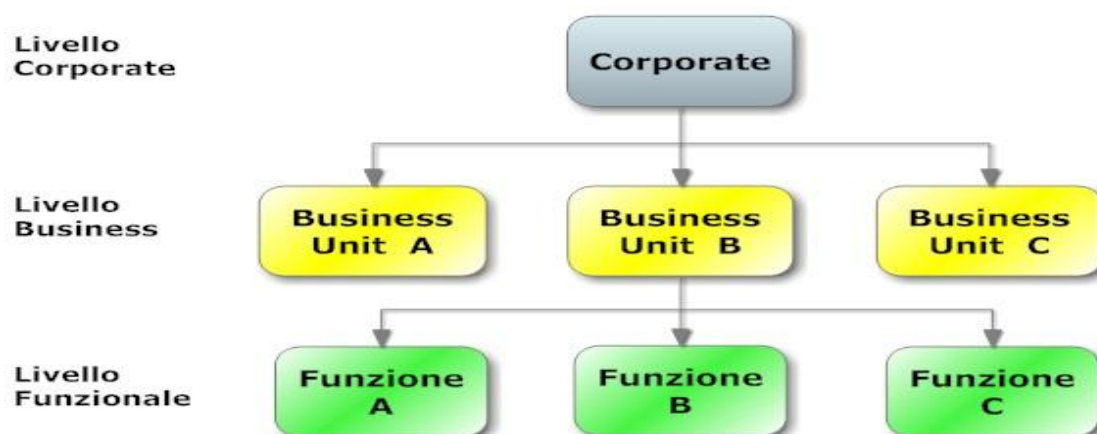 Livello
Corporate
Corporate
Livello
Business
Business
Unit A
Business
Unit B
Business
Unit C
Livello
Funzionale
Funzione
A
Funzione
B
Funzione
C